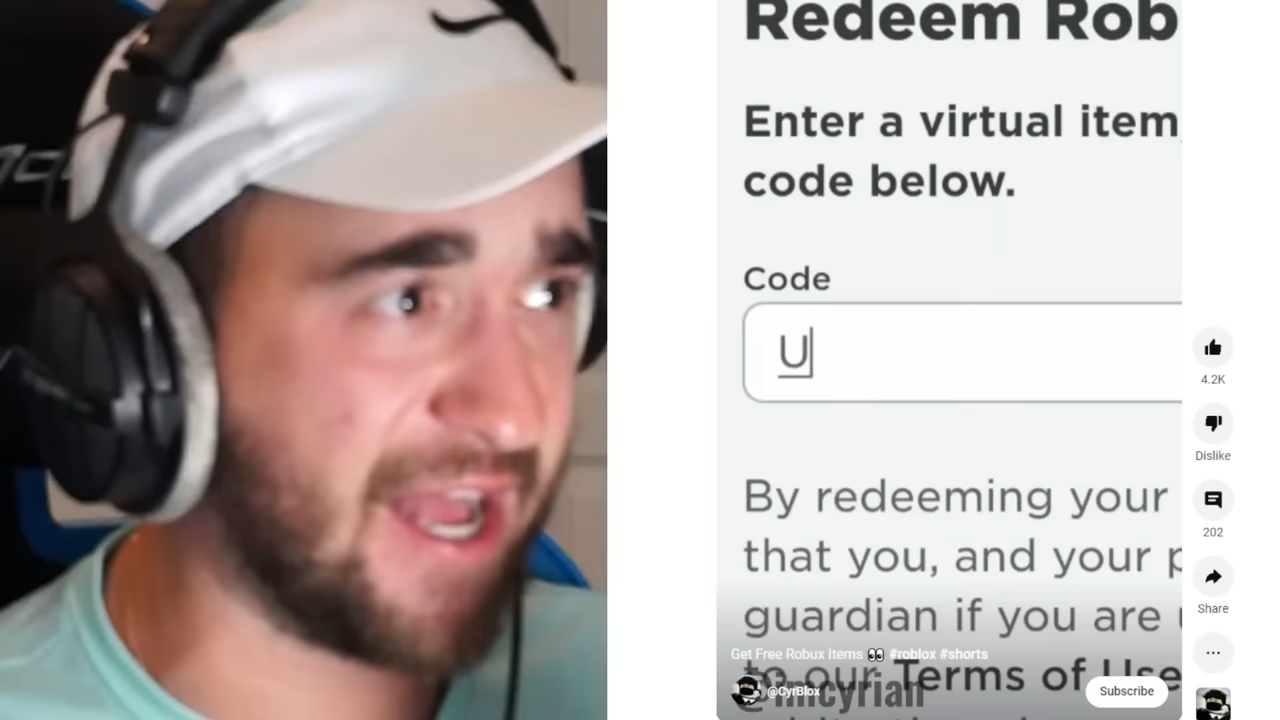 Redeem Rob
Enter a virtual item
code below.
Code
U
By redeeming your
that you, and your p
guardian if you are u
to our Terms of Use
Get Free Robux Items 👀 #roblox #shorts
@CyrBlox
Subscribe
4.2K
Dislike
202
Share